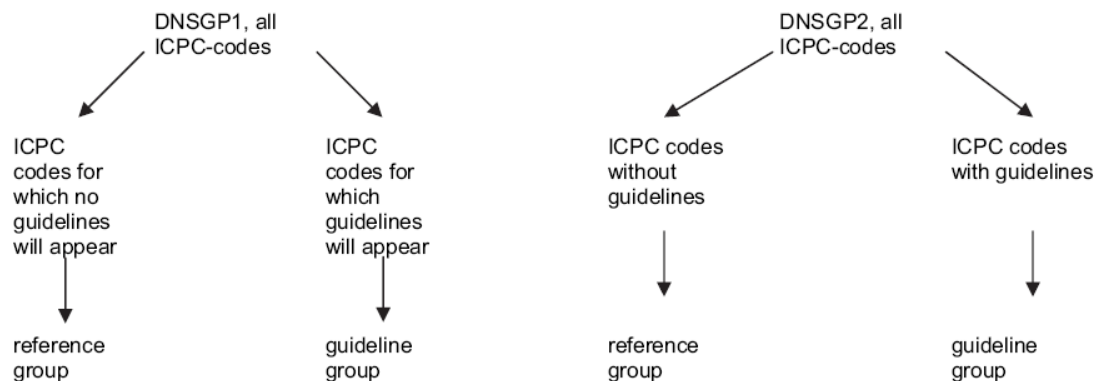 DNSGP1, all
ICPC-codes
DNSGP2, all
ICPC-codes
ICPC
codes for
which no
guidelines
will appear
ICPC
codes for
which
guidelines
will appear
ICPC codes
without
guidelines
ICPC codes
with guidelines
reference
group
guideline
group
reference
group
guideline
group